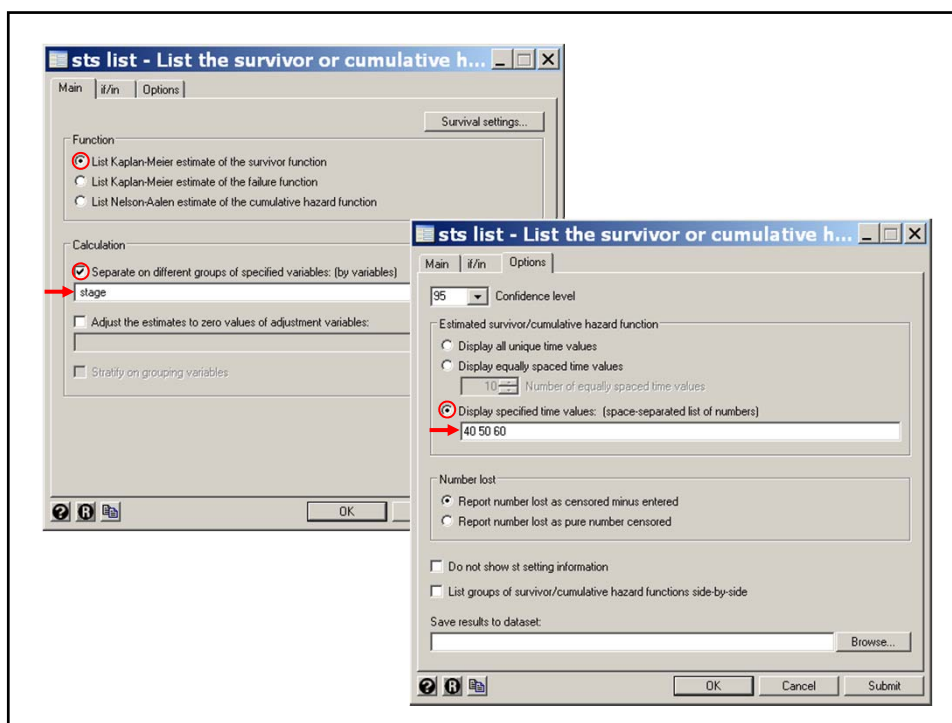 sts list - List the survivor or cumulative h...
Main if/in Options
Survival settings...
Function
List Kaplan-Meier estimate of the survivor function
List Kaplan-Meier estimate of the failure function
List Nelson-Aalen estimate of the cumulative hazard function
Calculation
Separate on different groups of specified variables: (by variables)
stage
Adjust the estimates to zero values of adjustment variables:
Stratify on grouping variables
OK
sts list - List the survivor or cumulative h...
Main if/in Options
95 Confidence level
Estimated survivor/cumulative hazard function
Display all unique time values
Display equally spaced time values
10 Number of equally spaced time values
Display specified time values: (space-separated list of numbers)
40 50 60
Number lost
Report number lost as censored minus entered
Report number lost as pure number censored
Do not show st setting information
List groups of survivor/cumulative hazard functions side-by-side
Save results to dataset:
Browse...
OK Cancel Submit